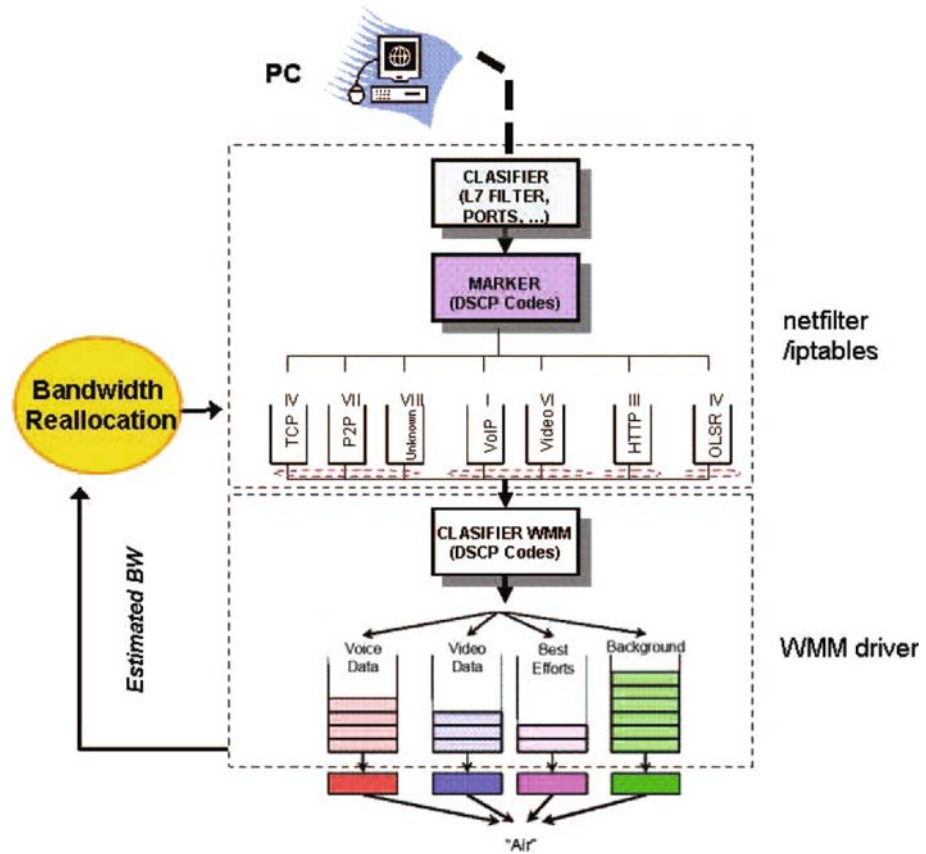 PC
CLASIFIER
(L7 FILTER,
PORTS, ...)
MARKER
(DSCP Codes)
netfilter
/iptables
Bandwidth
Reallocation
TCP IV
P2P VII
Unknown VIII
VoIP I
Video VI
HTTP III
OLSR IV
CLASIFIER WMM
(DSCP Codes)
Estimated BW
WMM driver
Voice
Data
Video
Data
Best
Efforts
Background
"Air"